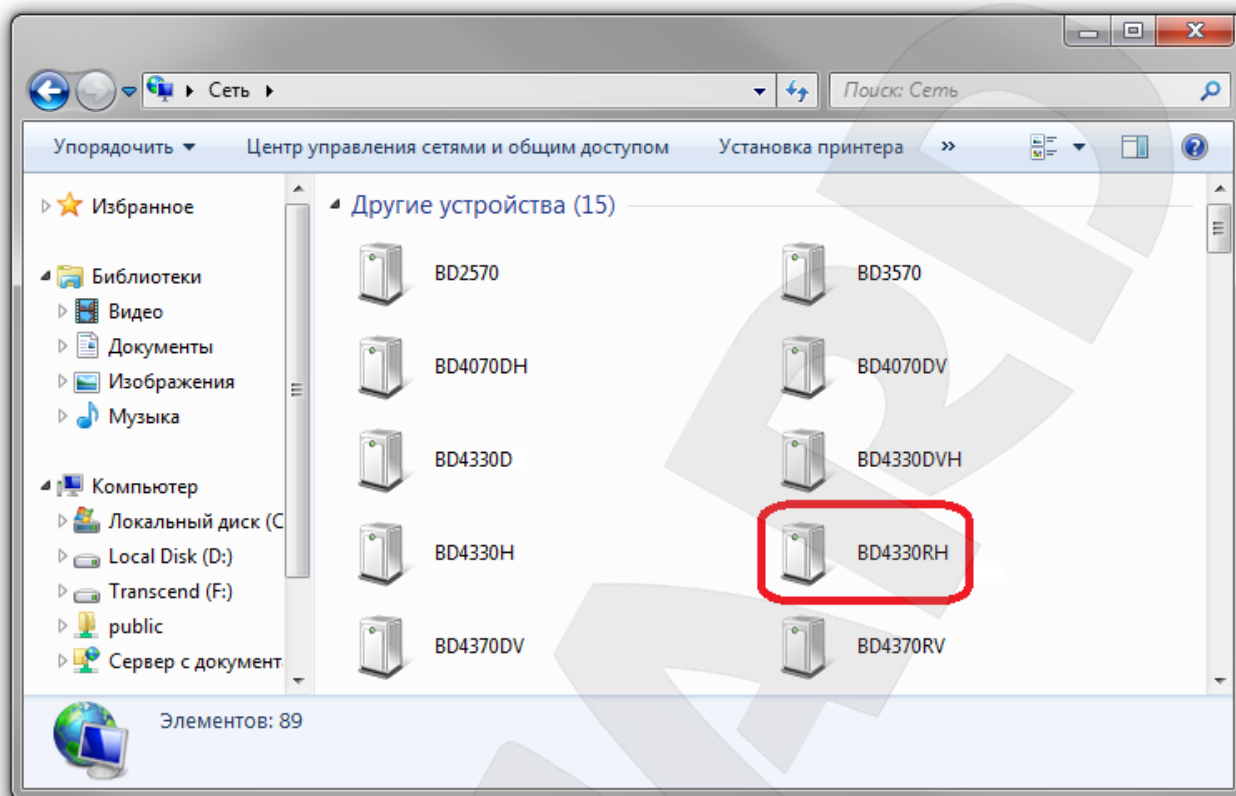 Сеть
Поиск: Сеть
Упорядочить
Центр управления сетями и общим доступом
Установка принтера
»
Избранное
Библиотеки
Видео
Документы
Изображения
Музыка
Компьютер
Локальный диск (C
Local Disk (D:)
Transcend (F:)
public
Сервер с документ
Другие устройства (15)
BD2570
BD3570
BD4070DH
BD4070DV
BD4330D
BD4330DVH
BD4330H
BD4330RH
BD4370DV
BD4370RV
Элементов: 89